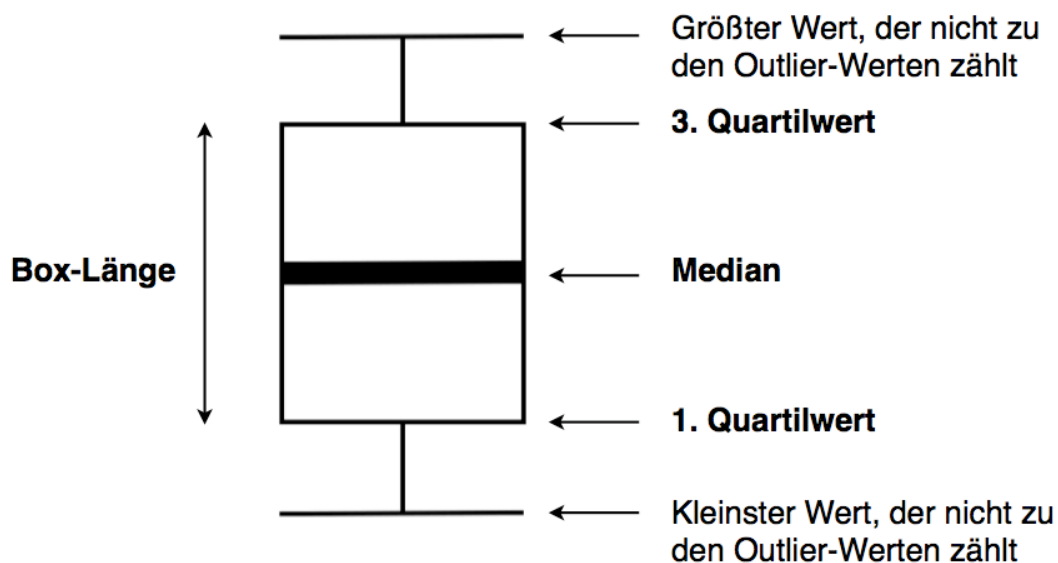 Größter Wert, der nicht zu
den Outlier-Werten zählt
3. Quartilwert
Box-Länge
Median
1. Quartilwert
Kleinster Wert, der nicht zu
den Outlier-Werten zählt